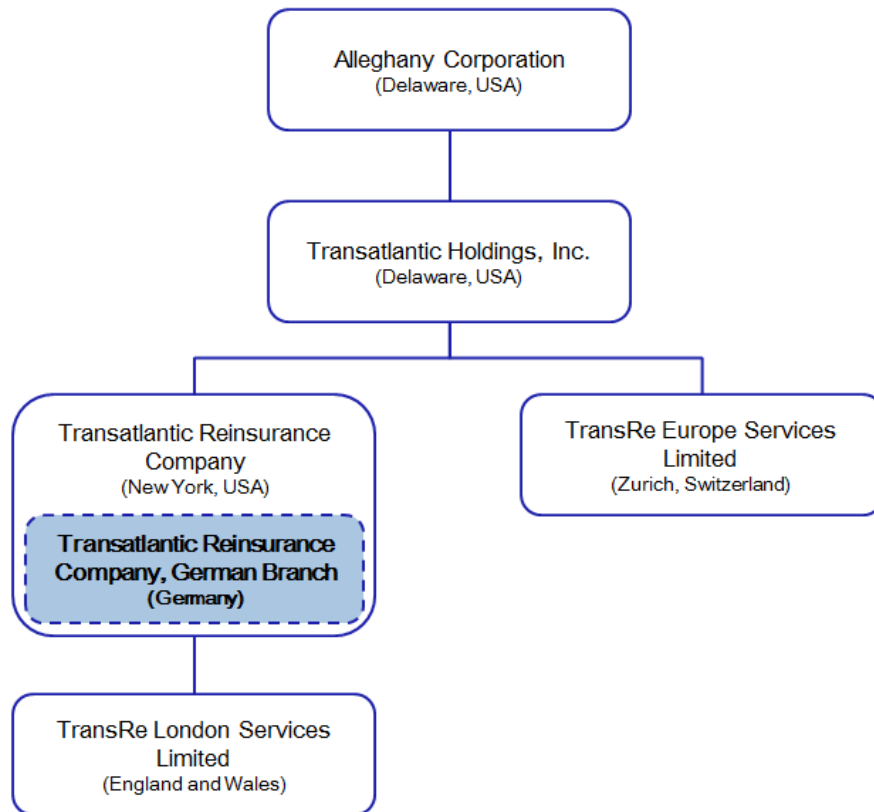 Alleghany Corporation
(Delaware, USA)
Transatlantic Holdings, Inc.
(Delaware, USA)
Transatlantic Reinsurance
Company
(New York, USA)
Transatlantic Reinsurance
Company, German Branch
(Germany)
TransRe Europe Services
Limited
(Zurich, Switzerland)
TransRe London Services
Limited
(England and Wales)